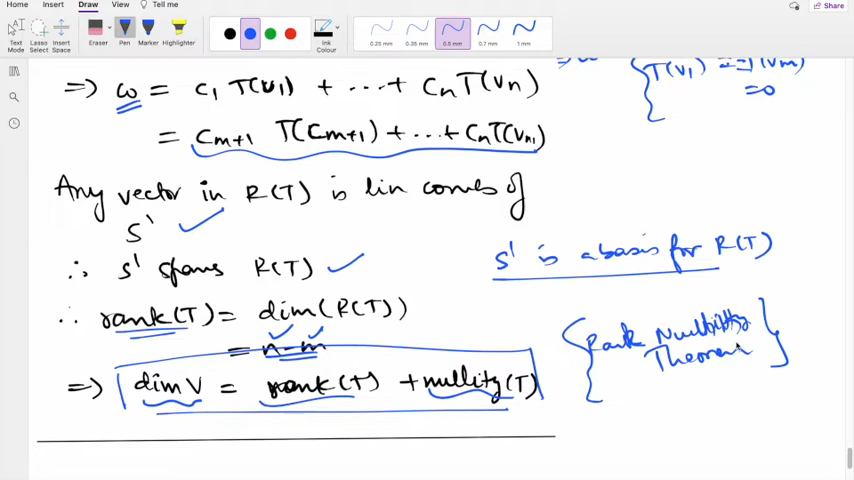 Home Insert Draw View Tell me Share
Text Mode Lasso Select Insert Space Eraser Pen Marker Highlighter Ink Colour 0.25 mm 0.35 mm 0.5 mm 0.7 mm 1 mm
=> w = c1 T(v1) + ... + cn T(vn)
T(v1) = = T(vm)
= 0
= cm+1 T(cm+1) + ... + cn T(vn)
Any vector in R(T) is lin combs of
S'
S' is a basis for R(T)
∴ S' spans R(T)
∴ rank(T) = dim(R(T))
= n-m
Rank Nullity
Theorem
=> dim V = rank(T) + nullity(T)